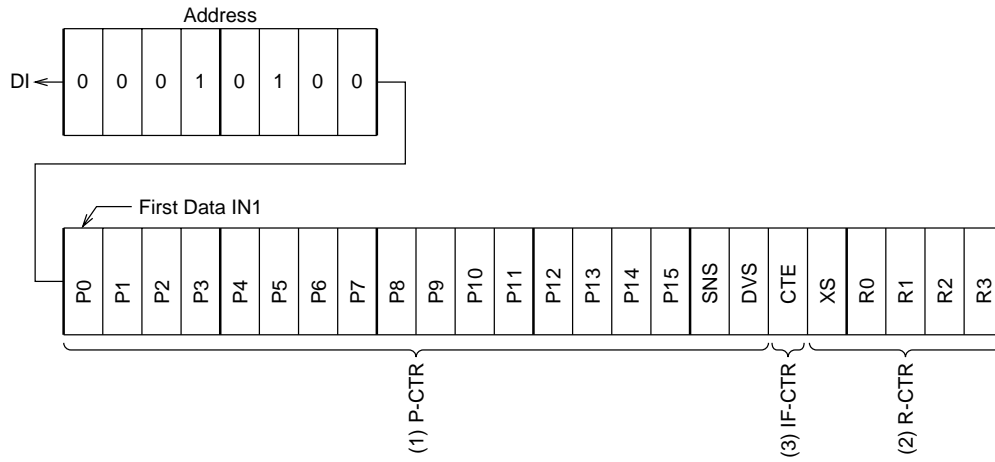 Address
DI 0 0 0 1 0 1 0 0
First Data IN1
P0 P1 P2 P3 P4 P5 P6 P7 P8 P9 P10 P11 P12 P13 P14 P15 SNS DVS CTE XS R0 R1 R2 R3
(1) P-CTR (3) IF-CTR (2) R-CTR